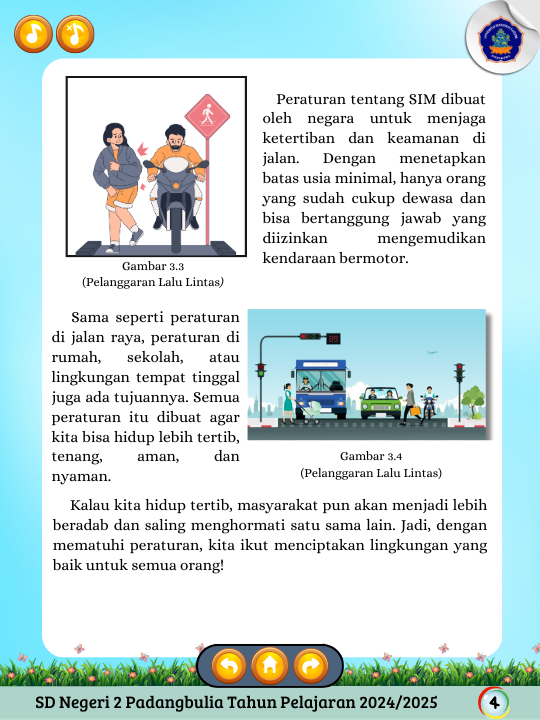 Peraturan tentang SIM dibuat
oleh negara untuk menjaga
ketertiban dan keamanan di
jalan. Dengan menetapkan
batas usia minimal, hanya orang
yang sudah cukup dewasa dan
bisa bertanggung jawab yang
diizinkan mengemudikan
kendaraan bermotor.
Gambar 3.3
(Pelanggaran Lalu Lintas)
Sama seperti peraturan
di jalan raya, peraturan di
rumah, sekolah, atau
lingkungan tempat tinggal
juga ada tujuannya. Semua
peraturan itu dibuat agar
kita bisa hidup lebih tertib,
tenang, aman, dan
nyaman.
Gambar 3.4
(Pelanggaran Lalu Lintas)
Kalau kita hidup tertib, masyarakat pun akan menjadi lebih
beradab dan saling menghormati satu sama lain. Jadi, dengan
mematuhi peraturan, kita ikut menciptakan lingkungan yang
baik untuk semua orang!
SD Negeri 2 Padangbulia Tahun Pelajaran 2024/2025
4